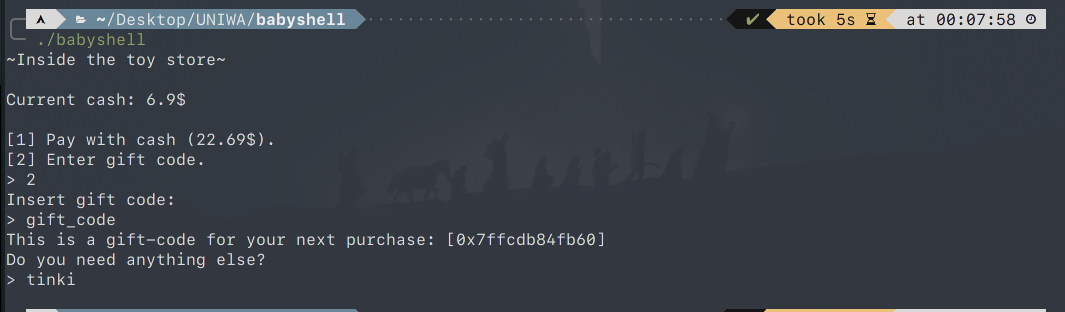 ~/Desktop/UNIWA/babyshell ✔ took 5s at 00:07:58
./babyshell
~Inside the toy store~
Current cash: 6.9$
[1] Pay with cash (22.69$).
[2] Enter gift code.
> 2
Insert gift code:
> gift_code
This is a gift-code for your next purchase: [0x7ffcdb84fb60]
Do you need anything else?
> tinki